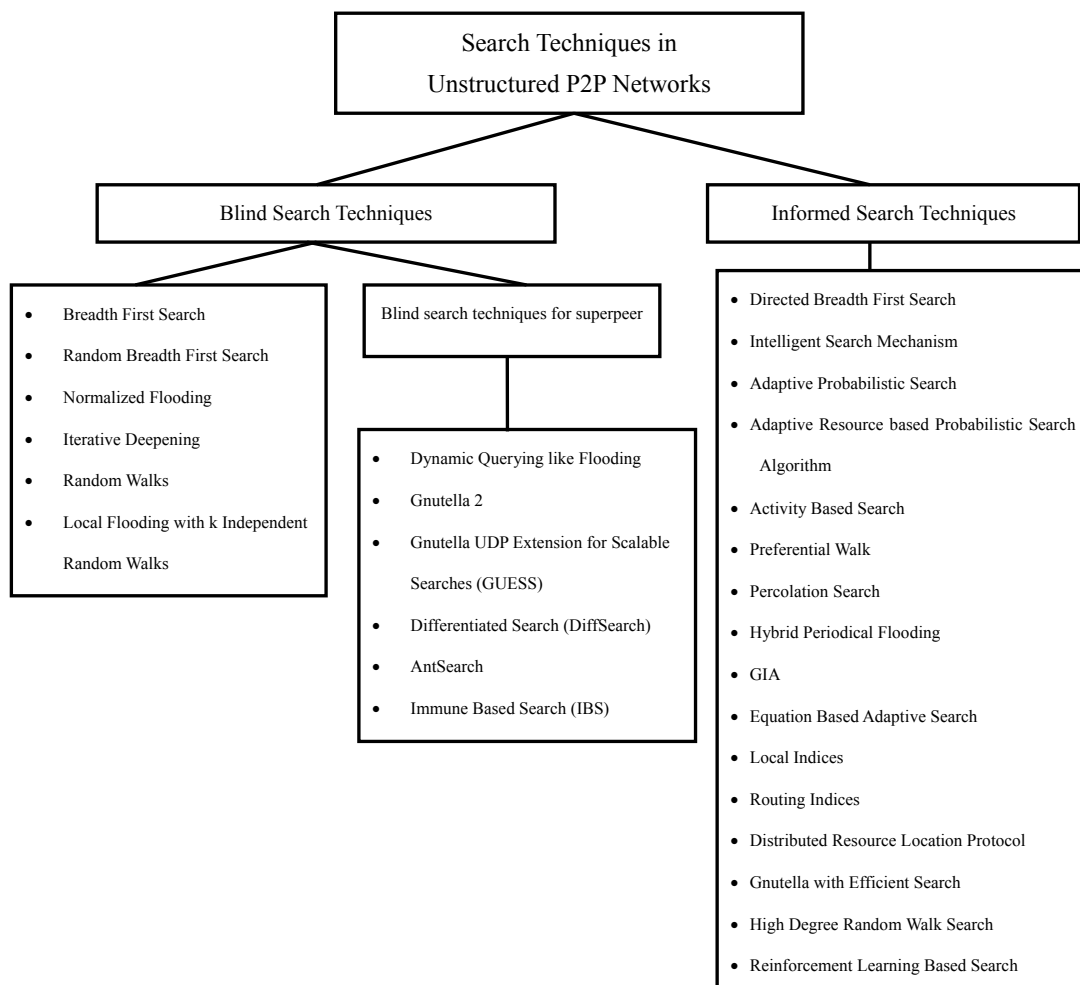 Search Techniques in
Unstructured P2P Networks
Blind Search Techniques
Informed Search Techniques
• Breadth First Search
• Random Breadth First Search
• Normalized Flooding
• Iterative Deepening
• Random Walks
• Local Flooding with k Independent
Random Walks
Blind search techniques for superpeer
• Dynamic Querying like Flooding
• Gnutella 2
• Gnutella UDP Extension for Scalable
Searches (GUESS)
• Differentiated Search (DiffSearch)
• AntSearch
• Immune Based Search (IBS)
• Directed Breadth First Search
• Intelligent Search Mechanism
• Adaptive Probabilistic Search
• Adaptive Resource based Probabilistic Search
Algorithm
• Activity Based Search
• Preferential Walk
• Percolation Search
• Hybrid Periodical Flooding
• GIA
• Equation Based Adaptive Search
• Local Indices
• Routing Indices
• Distributed Resource Location Protocol
• Gnutella with Efficient Search
• High Degree Random Walk Search
• Reinforcement Learning Based Search